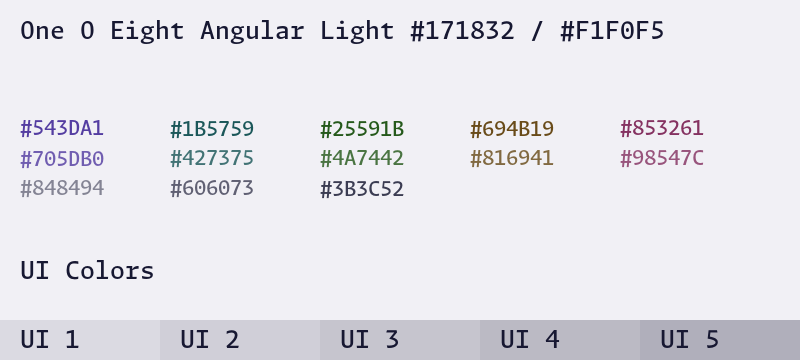 One O Eight Angular Light #171832 / #F1F0F5
#543DA1 #1B5759 #25591B #694B19 #853261
#705DB0 #427375 #4A7442 #816941 #98547C
#848494 #606073 #3B3C52
UI Colors
UI 1 UI 2 UI 3 UI 4 UI 5